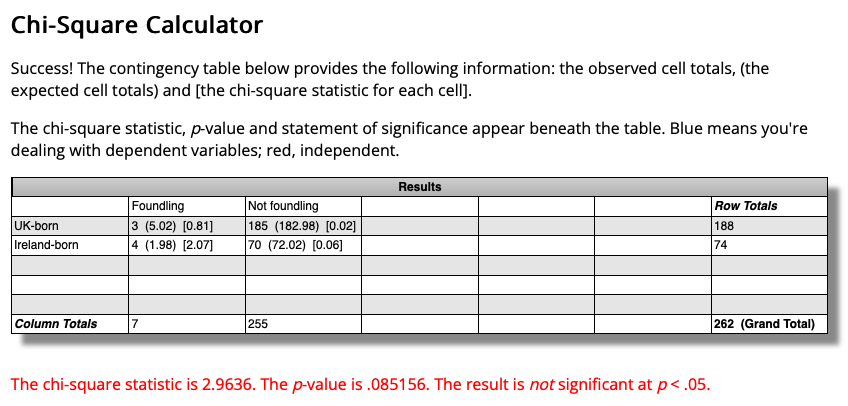 Chi-Square Calculator
Success! The contingency table below provides the following information: the observed cell totals, (the
expected cell totals) and [the chi-square statistic for each cell].
The chi-square statistic, p-value and statement of significance appear beneath the table. Blue means you're
dealing with dependent variables; red, independent.
Results
Foundling Not foundling Row Totals
UK-born 3 (5.02) [0.81] 185 (182.98) [0.02] 188
Ireland-born 4 (1.98) [2.07] 70 (72.02) [0.06] 74
Column Totals 7 255 262 (Grand Total)
The chi-square statistic is 2.9636. The p-value is .085156. The result is not significant at p < .05.